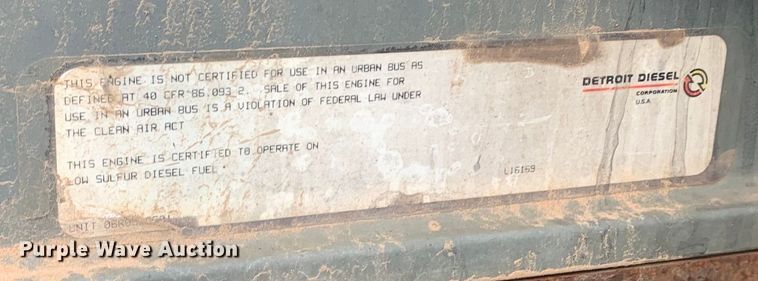 THIS ENGINE IS NOT CERTIFIED FOR USE IN AN URBAN BUS AS
DEFINED AT 40 CFR 86.093 2. SALE OF THIS ENGINE FOR
USE IN AN URBAN BUS IS A VIOLATION OF FEDERAL LAW UNDER
THE CLEAN AIR ACT
THIS ENGINE IS CERTIFIED TO OPERATE ON
LOW SULFUR DIESEL FUEL.
UNIT
DETROIT DIESEL
CORPORATION
U.S.A.
L16169
Purple Wave Auction